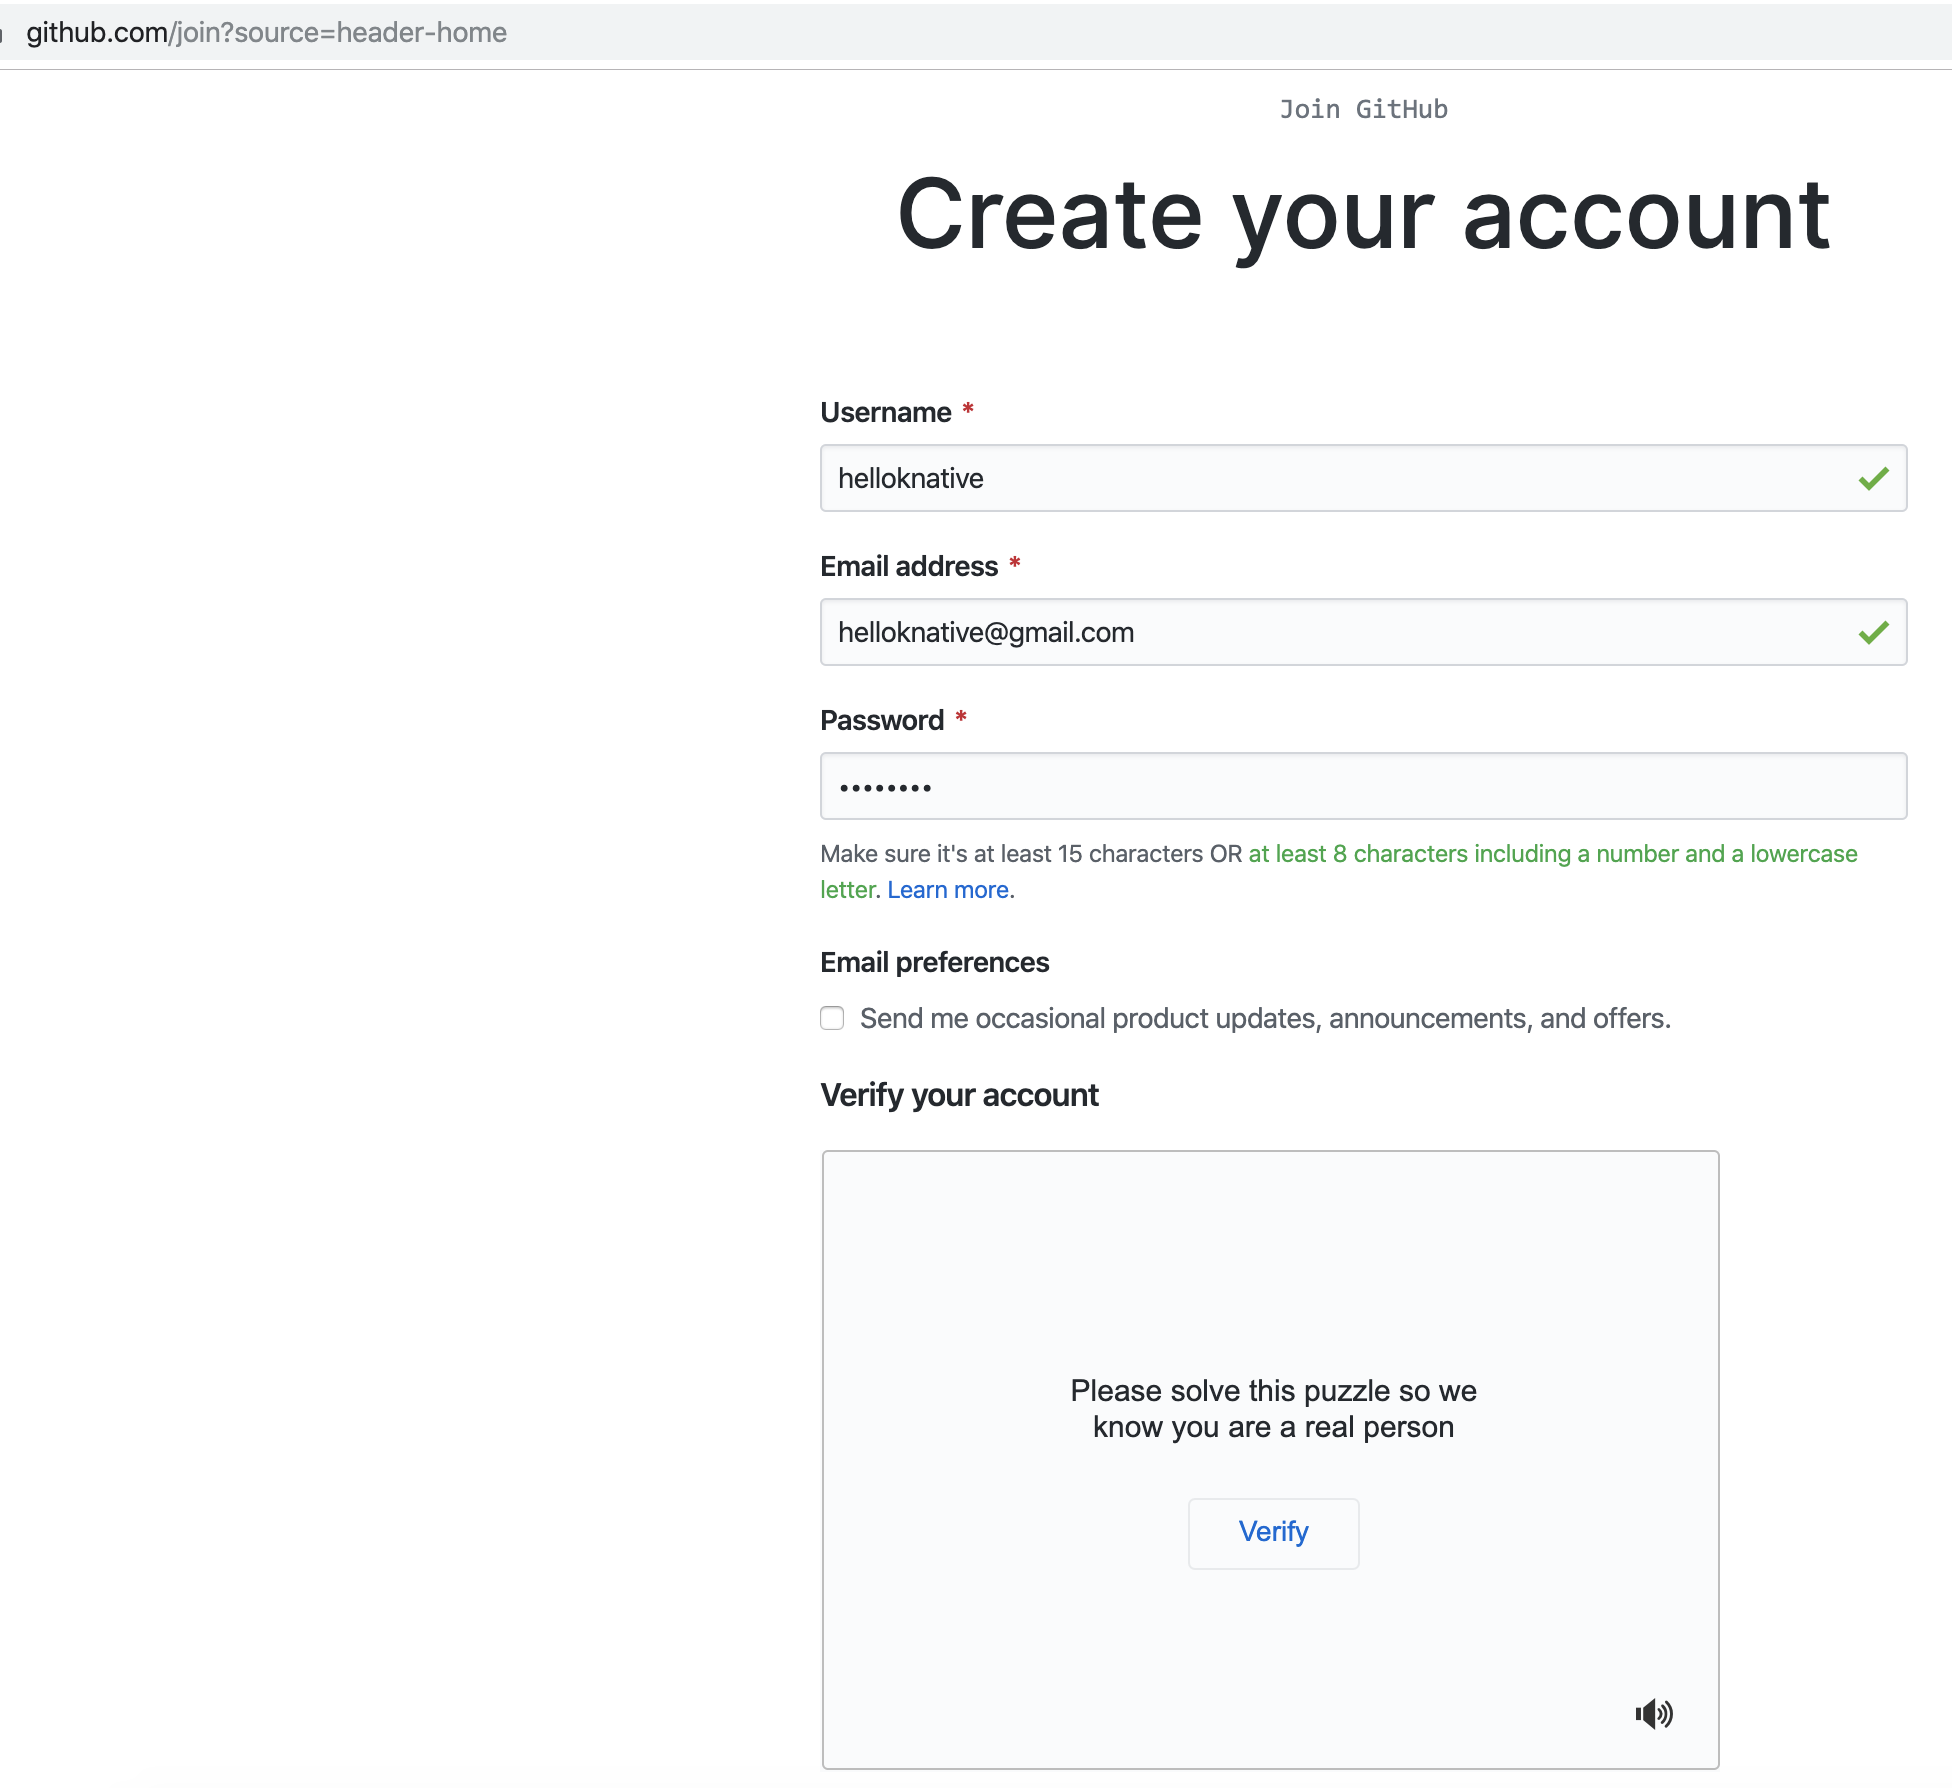 github.com/join?source=header-home
Join GitHub
Create your account
Username *
helloknative
Email address *
helloknative@gmail.com
Password *
••••••••
Make sure it's at least 15 characters OR at least 8 characters including a number and a lowercase
letter. Learn more.
Email preferences
Send me occasional product updates, announcements, and offers.
Verify your account
Please solve this puzzle so we
know you are a real person
Verify